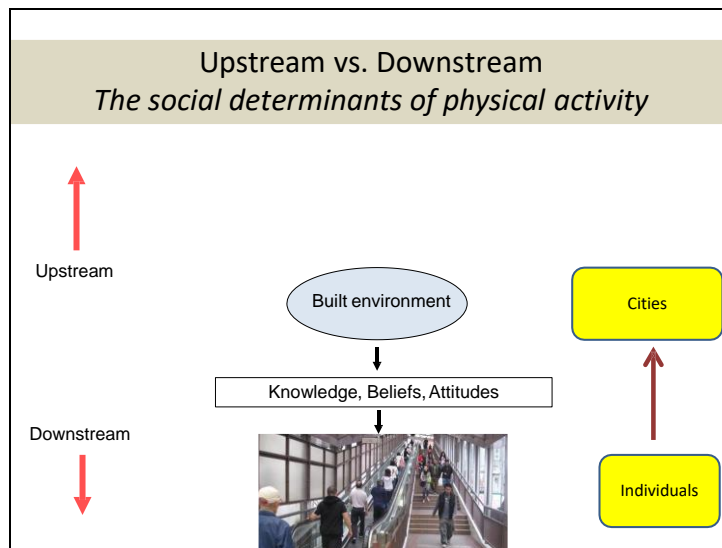 Upstream vs. Downstream
The social determinants of physical activity
Upstream
Built environment
Cities
Knowledge, Beliefs, Attitudes
Downstream
Individuals